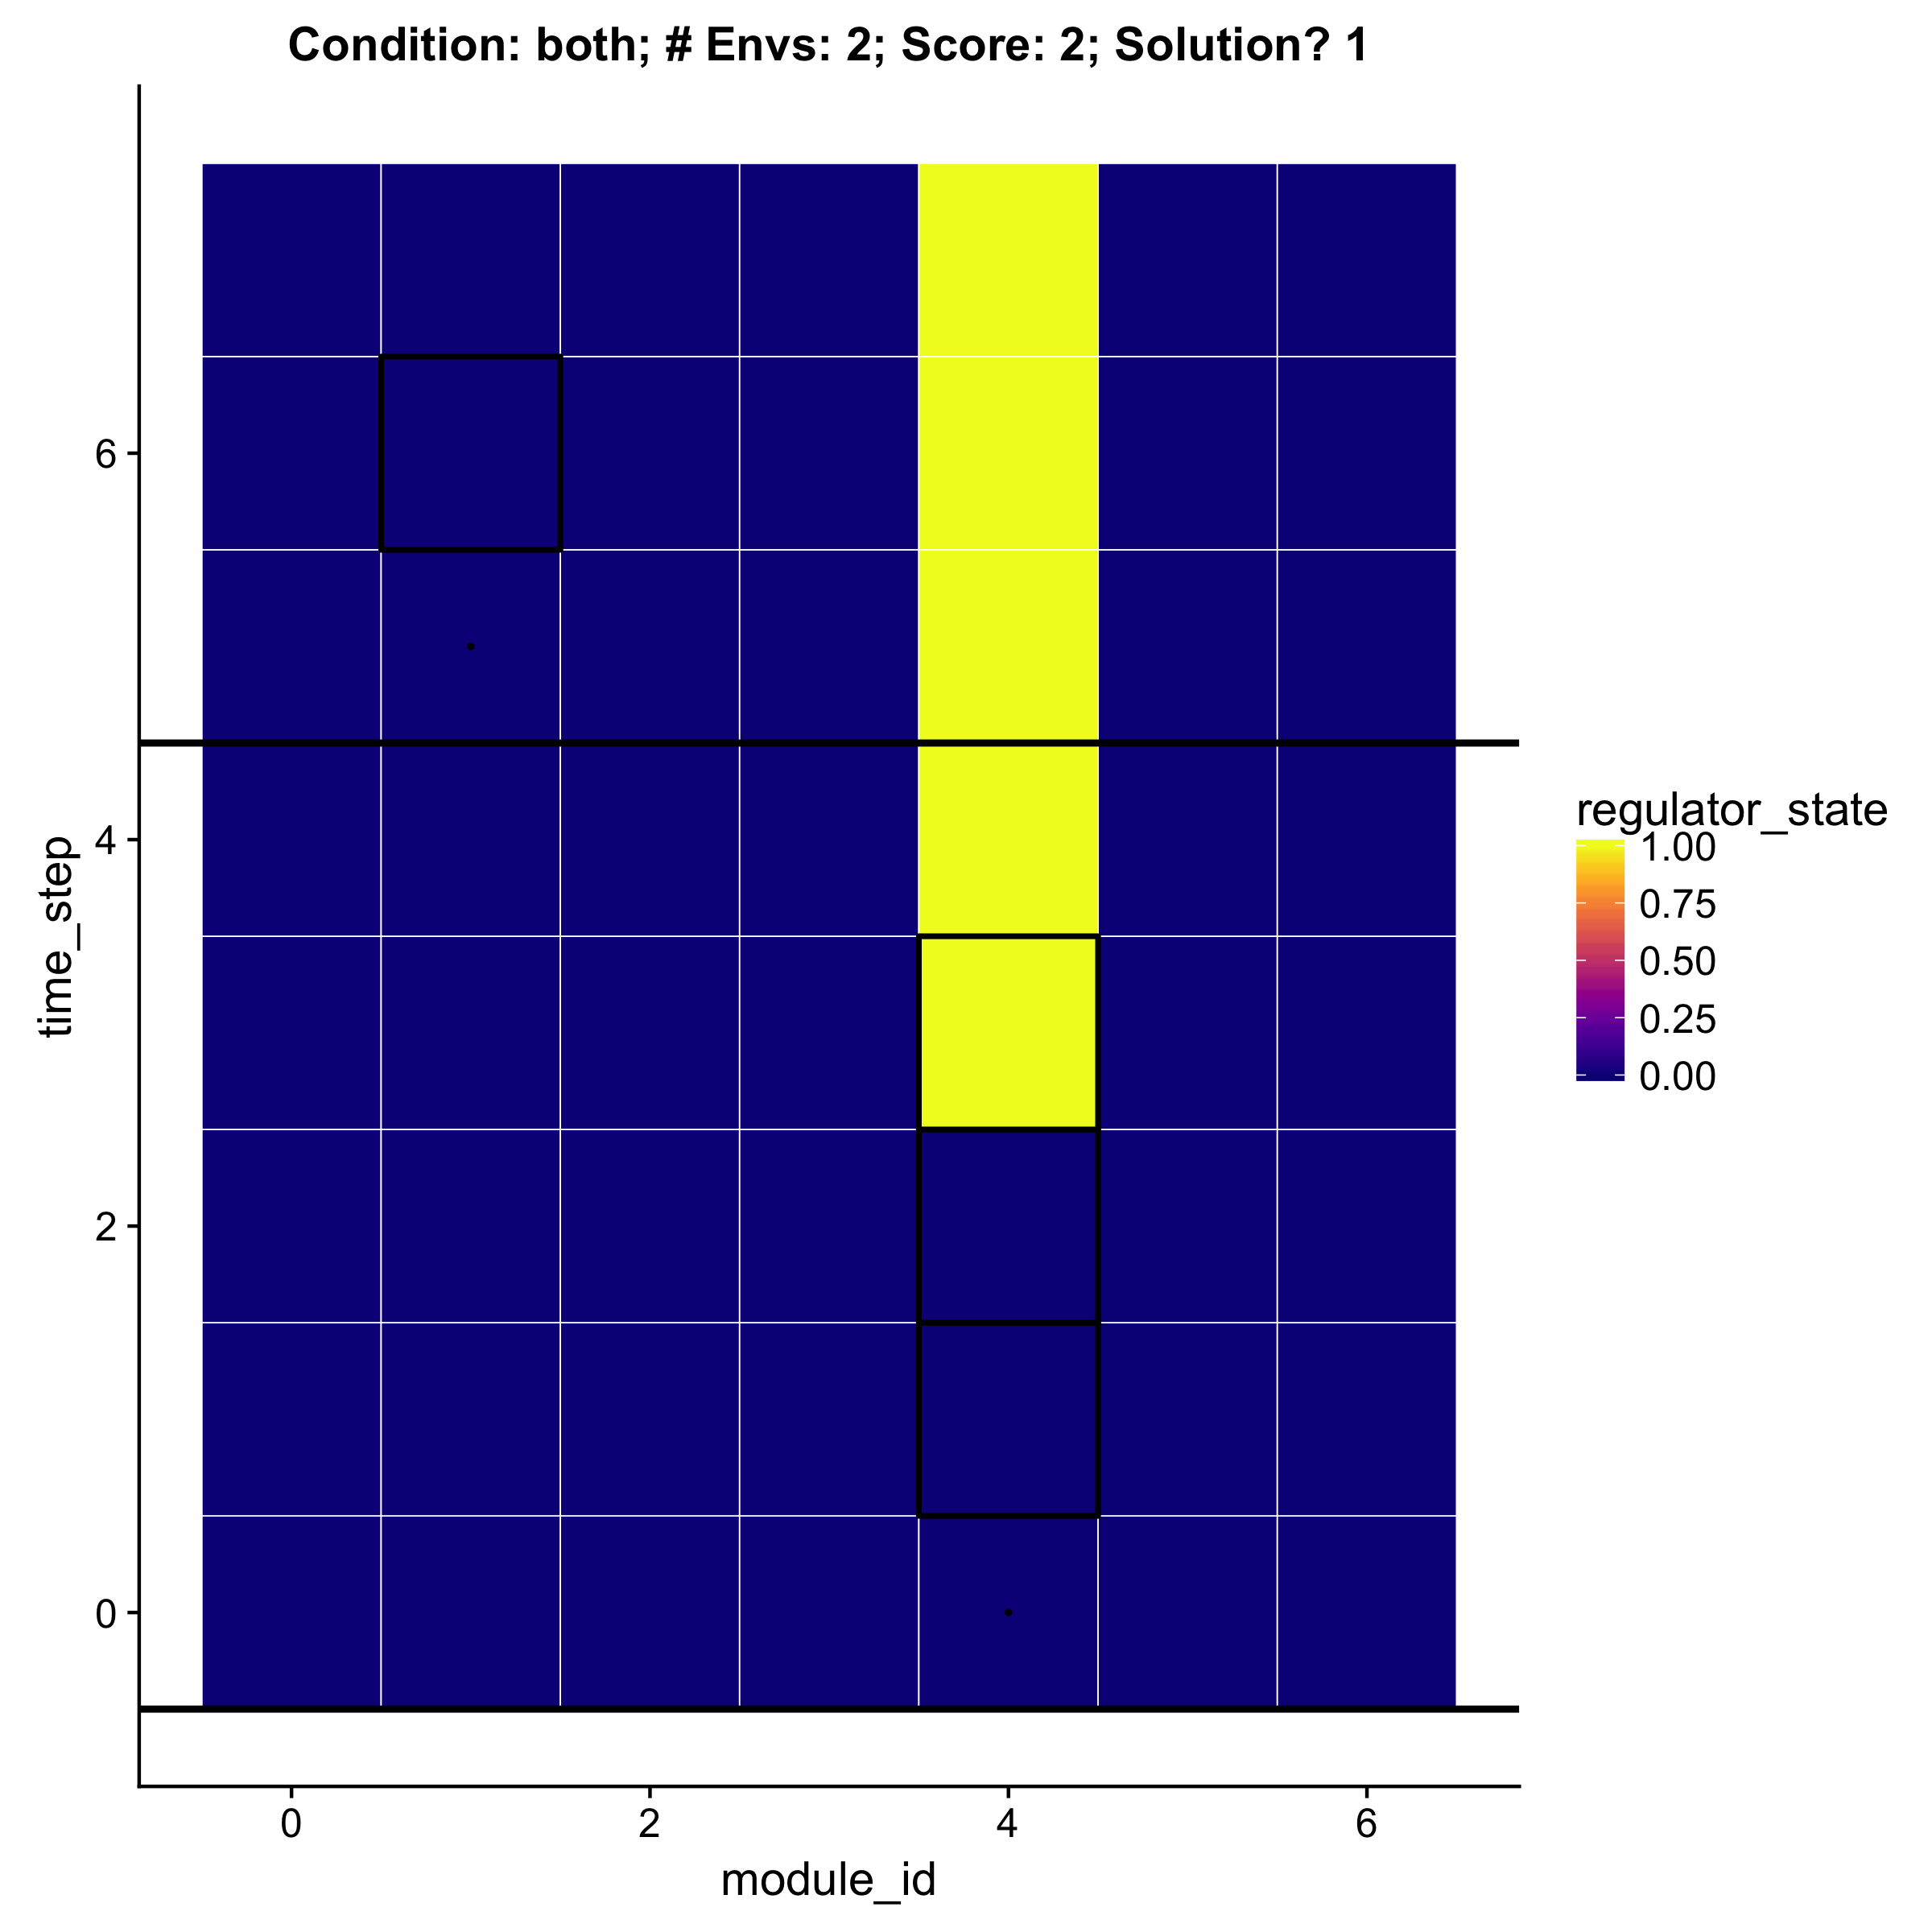 Condition: both; # Envs: 2; Score: 2; Solution? 1
6
4
2
0
time_step
0 2 4 6
module_id
regulator_state
1.00
0.75
0.50
0.25
0.00